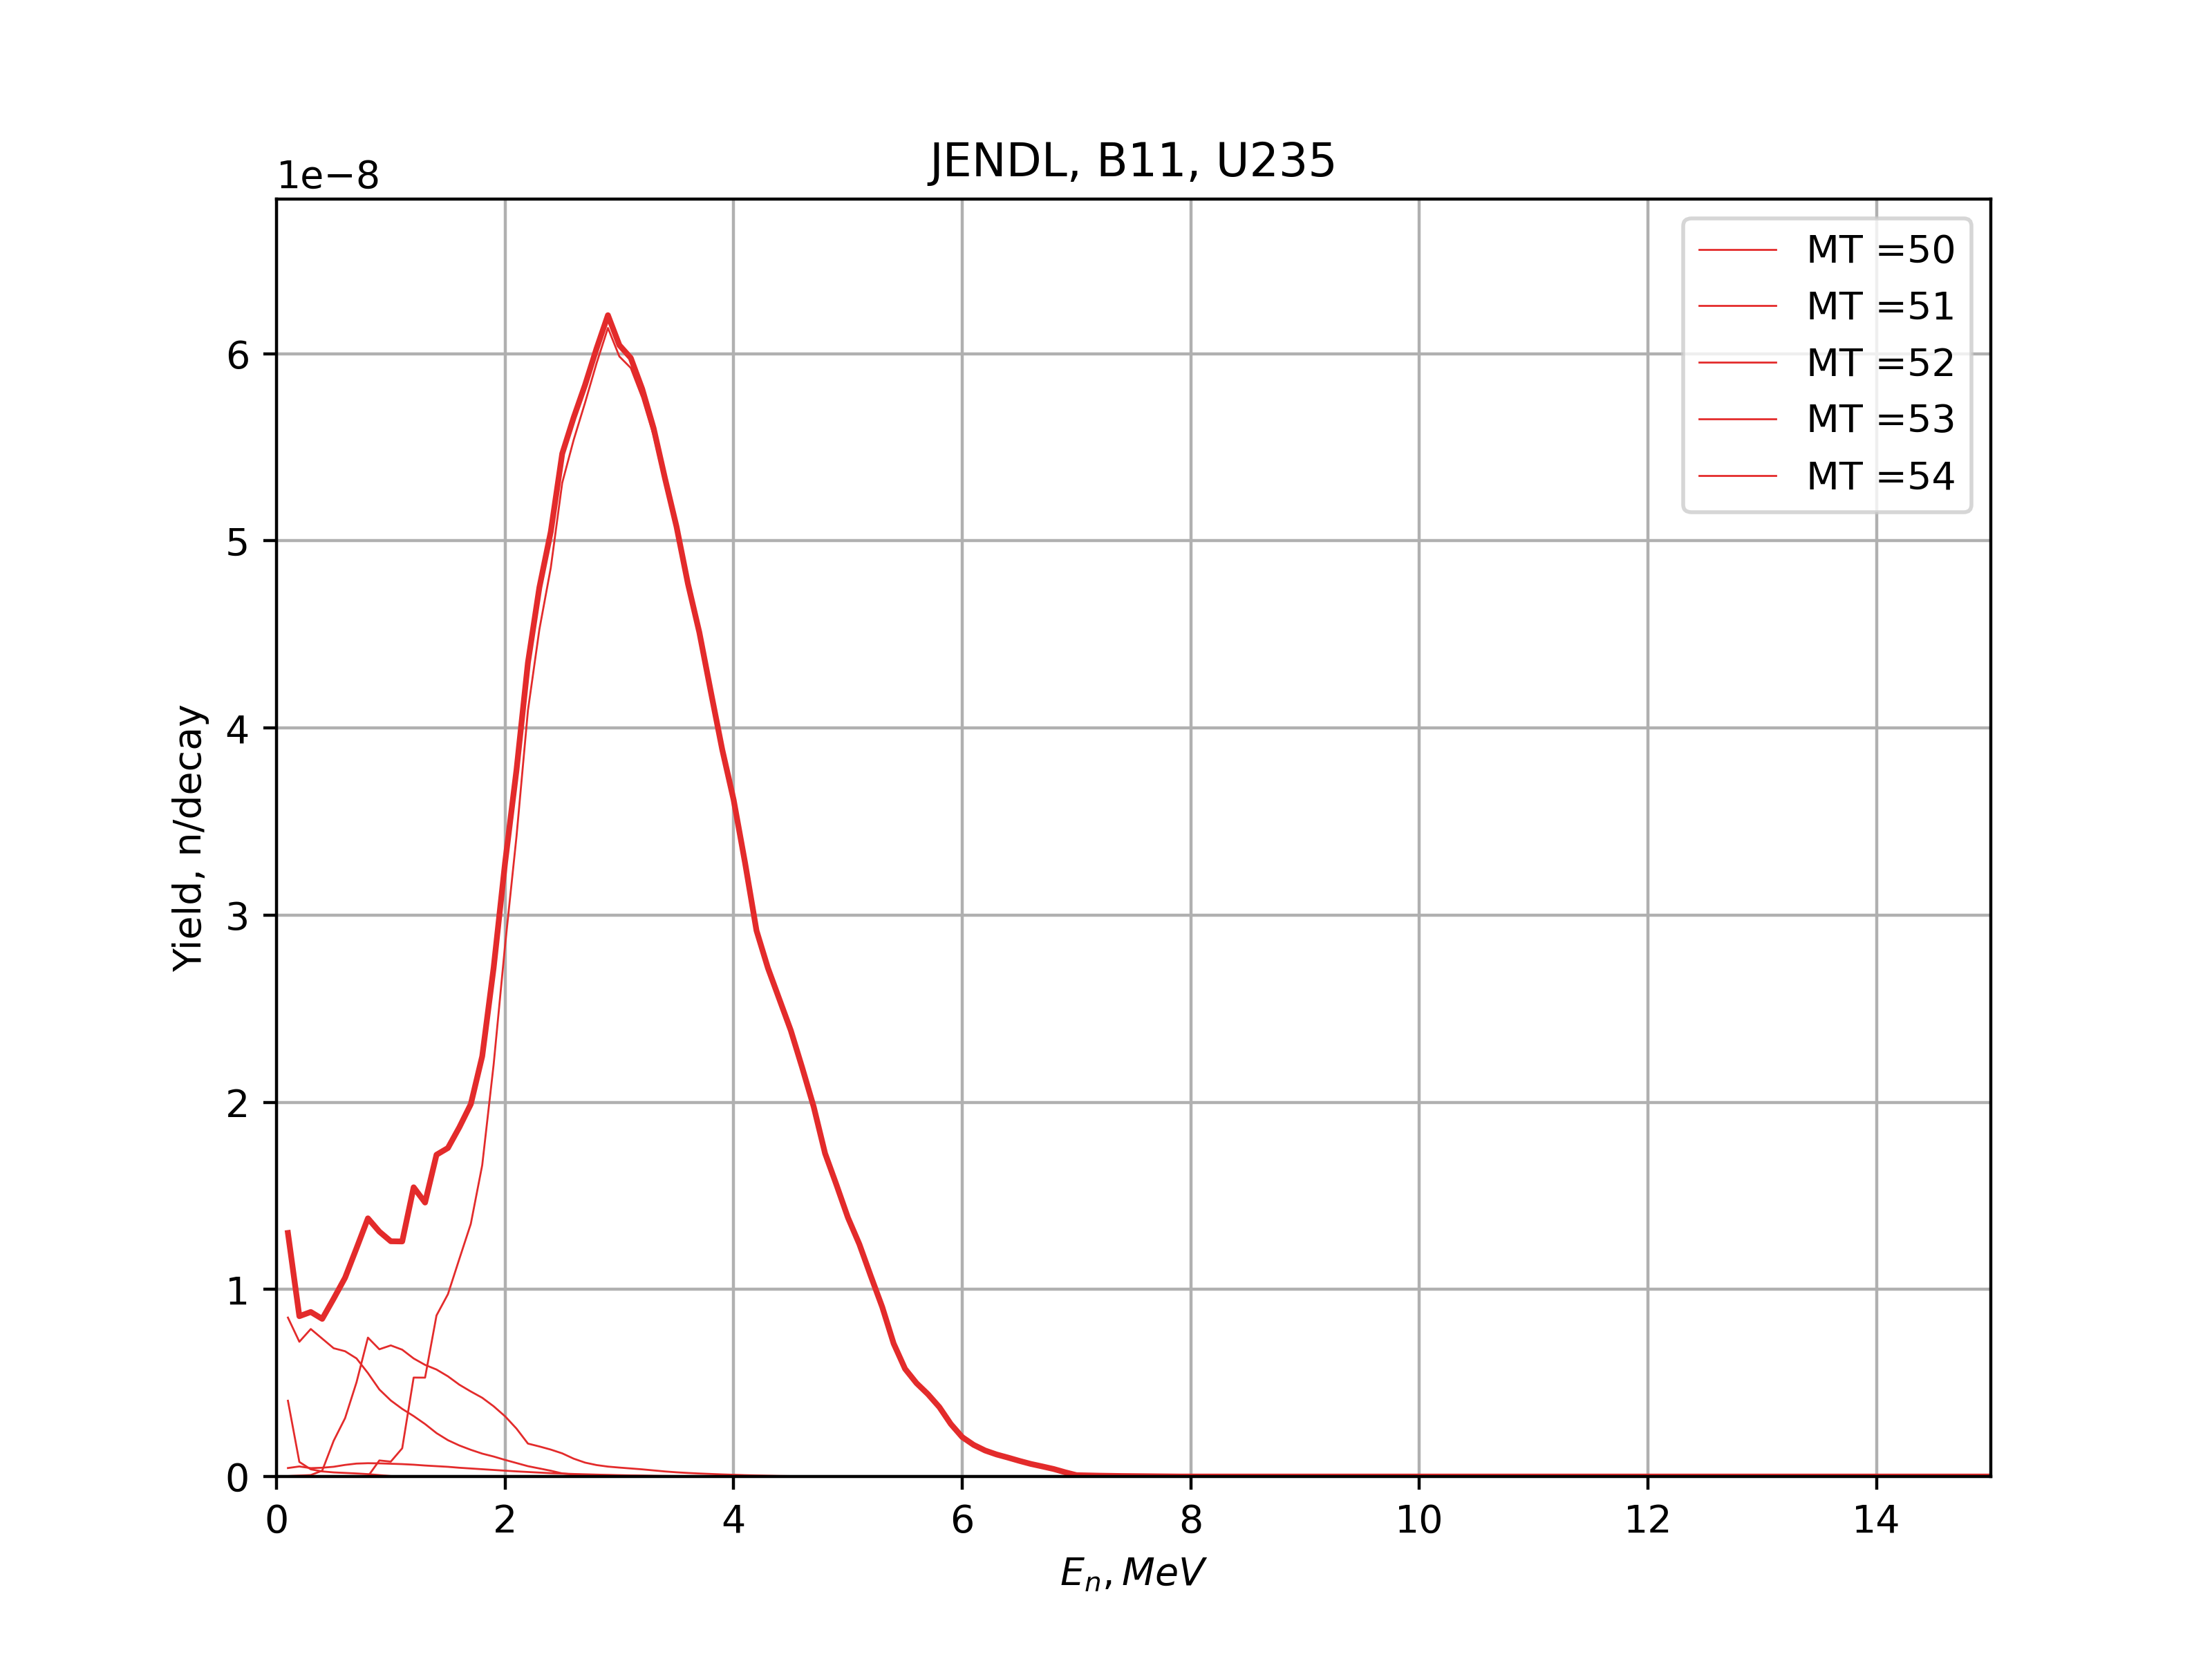 JENDL, B11, U235
1e−8
MT =50
MT =51
MT =52
MT =53
MT =54
6
5
4
3
2
1
0
Yield, n/decay
0 2 4 6 8 10 12 14
Eₙ, MeV